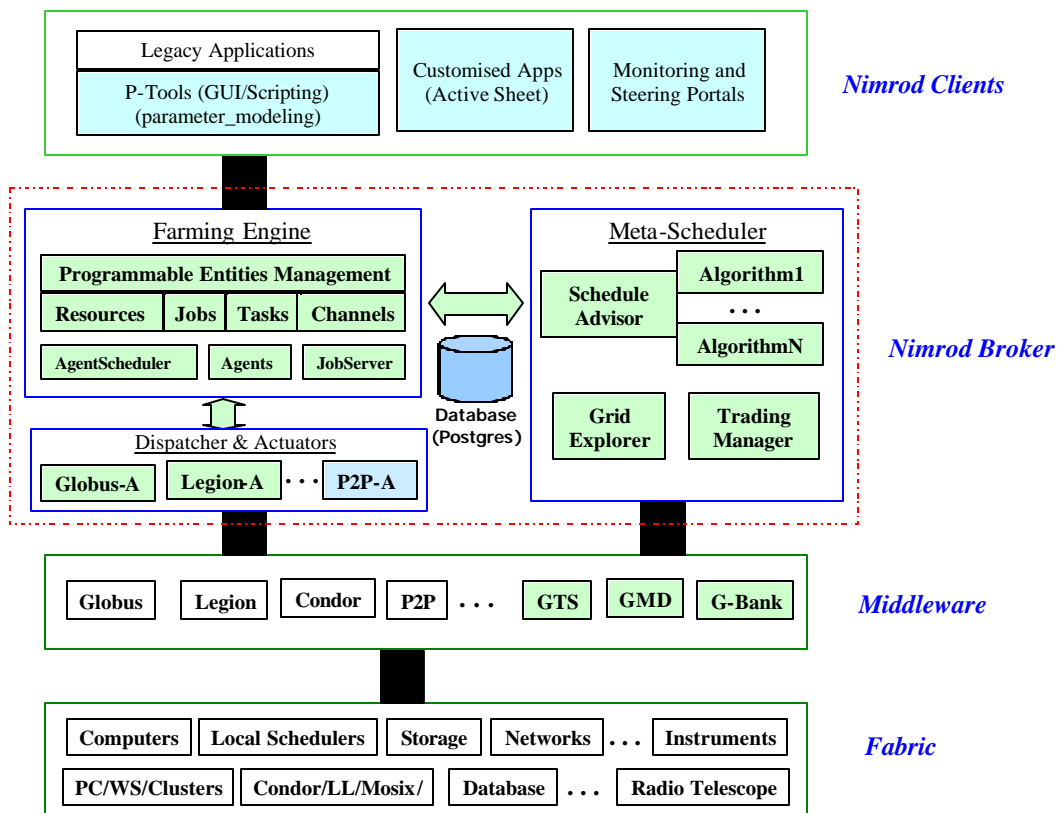 Legacy Applications
P-Tools (GUI/Scripting)
(parameter_modeling)
Customised Apps
(Active Sheet)
Monitoring and
Steering Portals
Nimrod Clients
Farming Engine
Programmable Entities Management
Resources
Jobs
Tasks
Channels
AgentScheduler
Agents
JobServer
Database
(Postgres)
Meta-Scheduler
Schedule
Advisor
Algorithm1
. . .
AlgorithmN
Grid
Explorer
Trading
Manager
Nimrod Broker
Dispatcher & Actuators
Globus-A
Legion-A
. . .
P2P-A
Globus
Legion
Condor
P2P
. . .
GTS
GMD
G-Bank
Middleware
Computers
Local Schedulers
Storage
Networks
. . .
Instruments
Fabric
PC/WS/Clusters
Condor/LL/Mosix/
Database
. . .
Radio Telescope